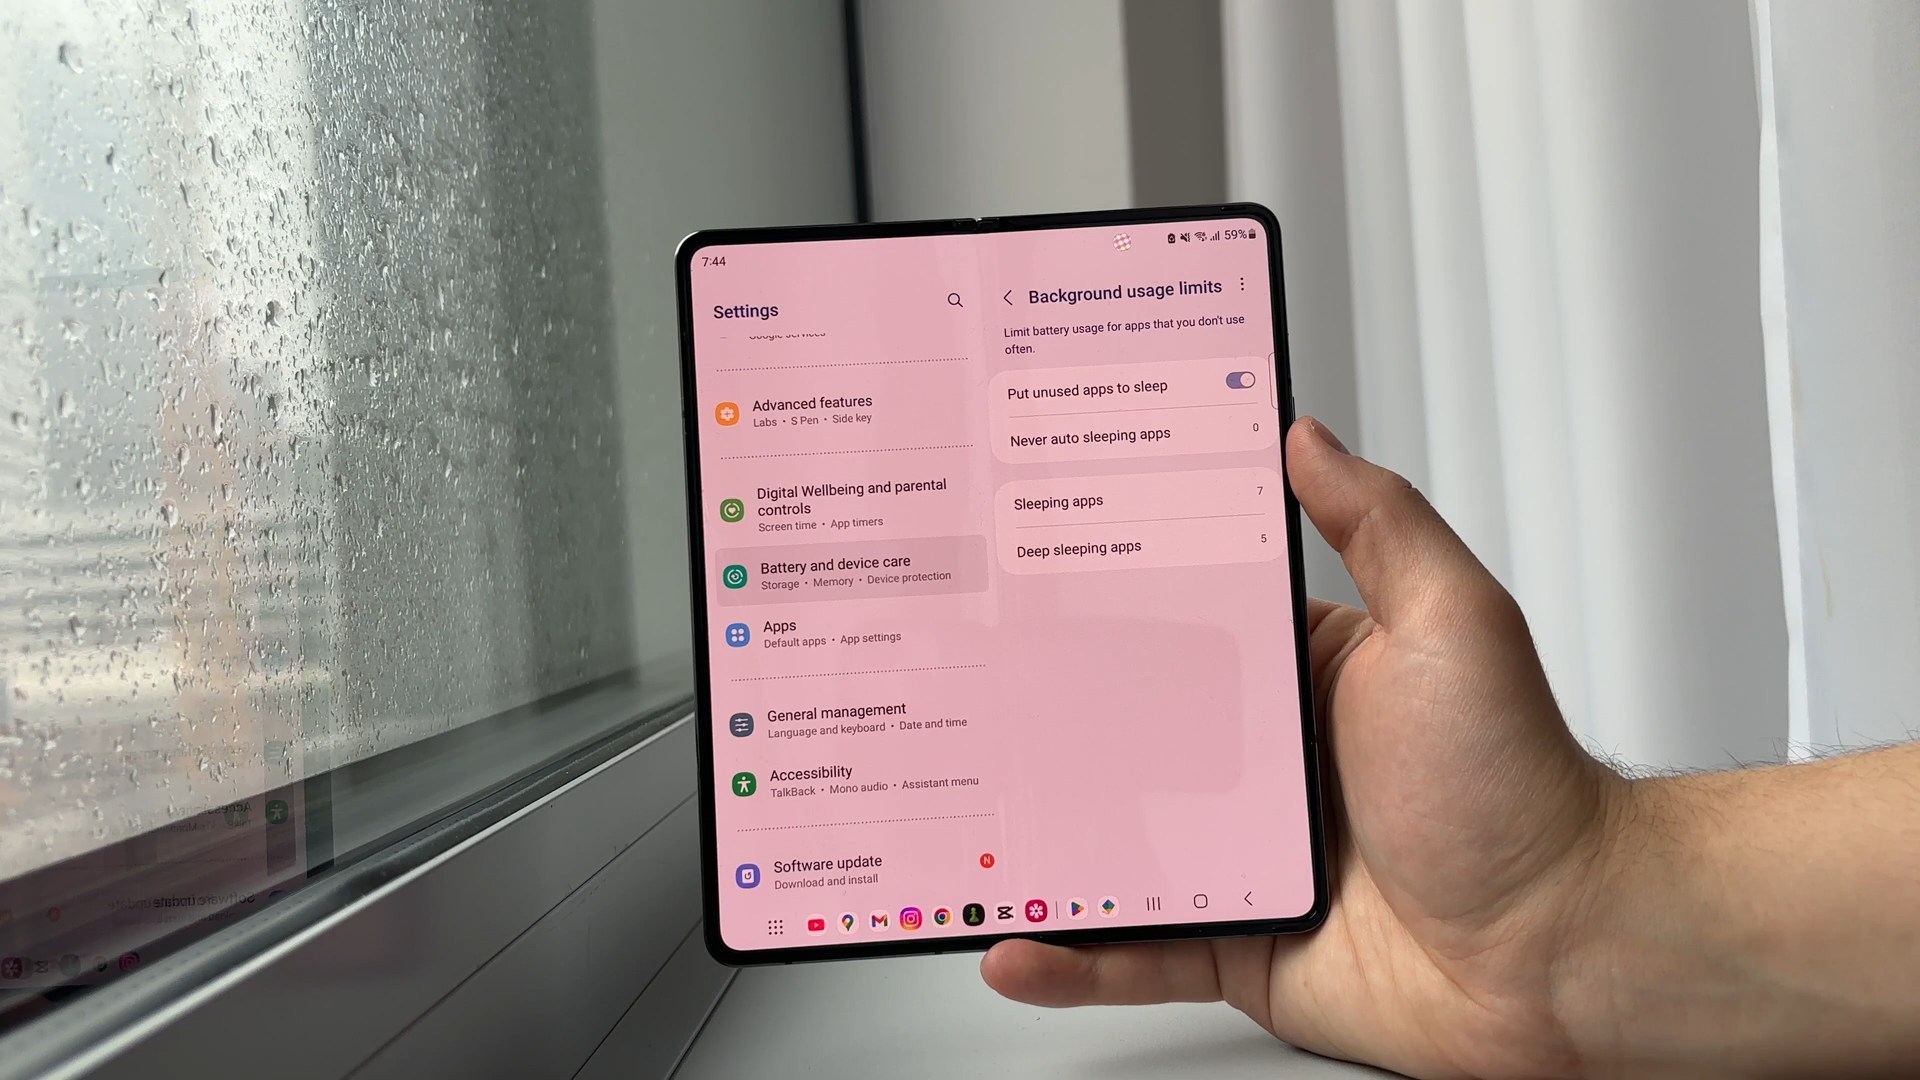 7:44
59%
Settings
Google services
Advanced features
Labs • S Pen • Side key
Digital Wellbeing and parental
controls
Screen time • App timers
Battery and device care
Storage • Memory • Device protection
Apps
Default apps • App settings
General management
Language and keyboard • Date and time
Accessibility
TalkBack • Mono audio • Assistant menu
Software update
N
Download and install
Background usage limits
Limit battery usage for apps that you don't use
often.
Put unused apps to sleep
Never auto sleeping apps
0
Sleeping apps
7
Deep sleeping apps
5